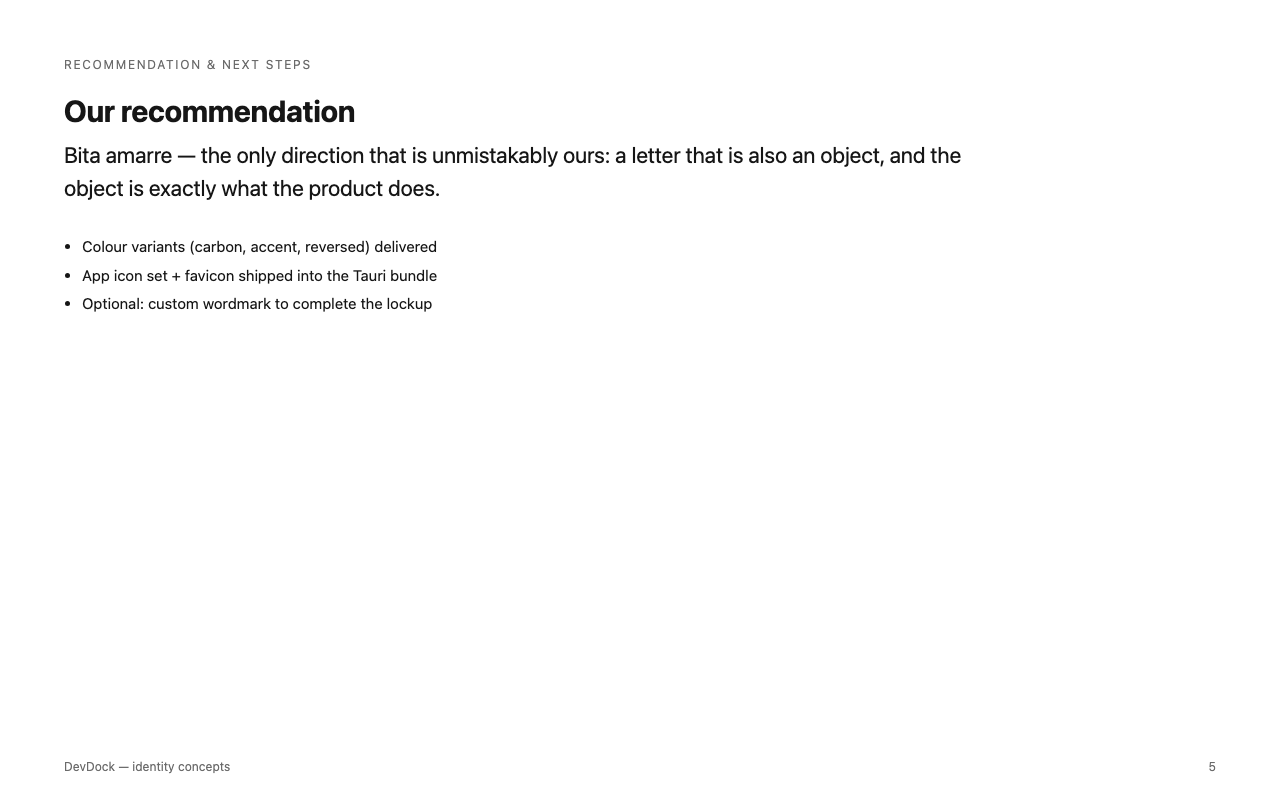 RECOMMENDATION & NEXT STEPS
Our recommendation
Bita amarre — the only direction that is unmistakably ours: a letter that is also an object, and the
object is exactly what the product does.
• Colour variants (carbon, accent, reversed) delivered
• App icon set + favicon shipped into the Tauri bundle
• Optional: custom wordmark to complete the lockup
DevDock — identity concepts
5